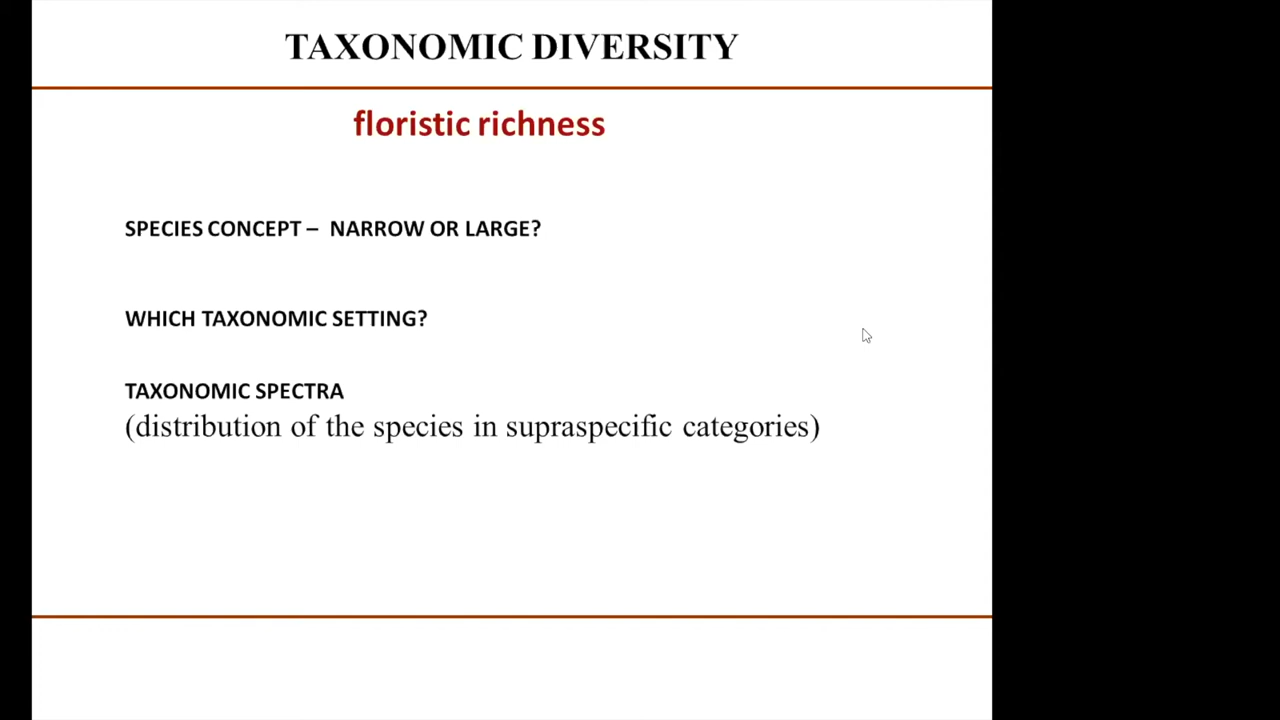 TAXONOMIC DIVERSITY
floristic richness
SPECIES CONCEPT – NARROW OR LARGE?
WHICH TAXONOMIC SETTING?
TAXONOMIC SPECTRA
(distribution of the species in supraspecific categories)